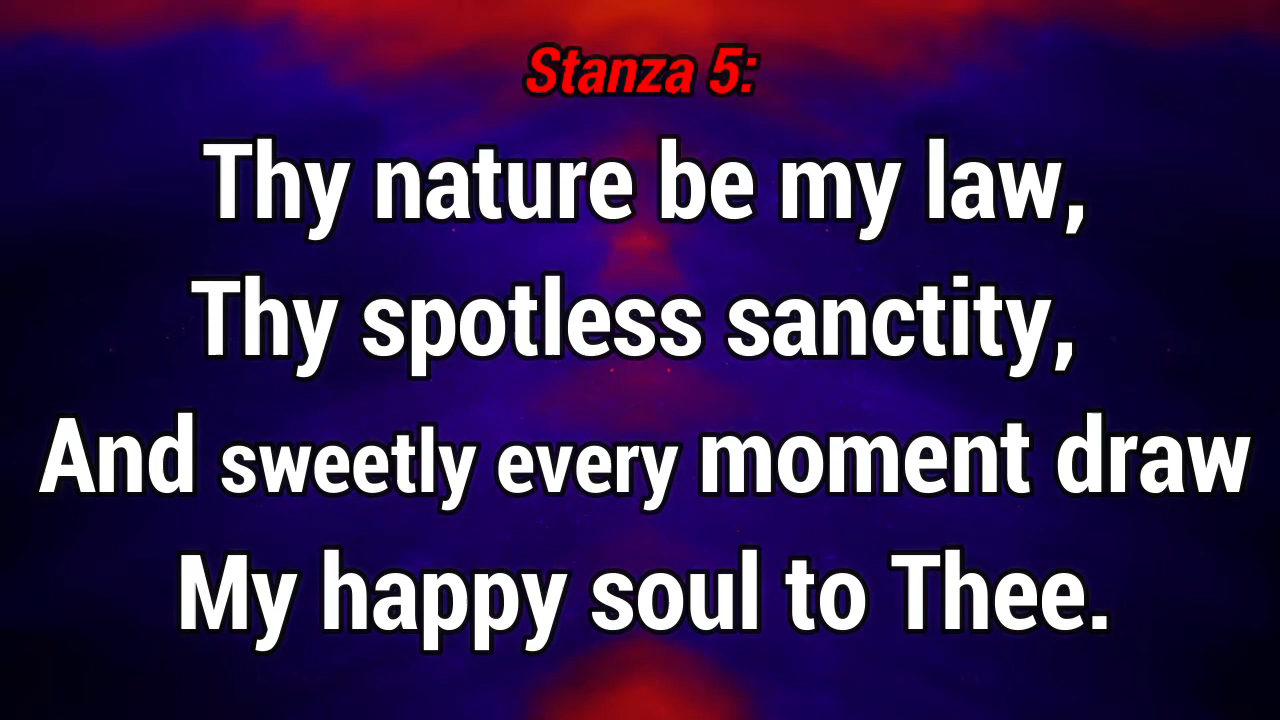 Stanza 5:
Thy nature be my law,
Thy spotless sanctity,
And sweetly every moment draw
My happy soul to Thee.